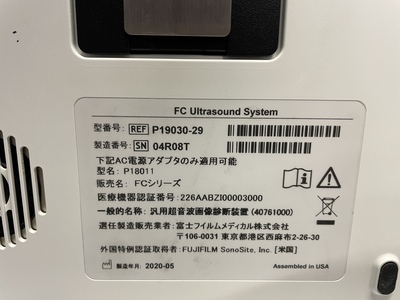 FC Ultrasound System
型番号: REF P19030-29
製造番号: SN 04R08T
下記AC電源アダプタのみ適用可能
型名: P18011
販売名: FCシリーズ
医療機器認証番号: 226AABZI00003000
一般的名称: 汎用超音波画像診断装置 (40761000)
選任製造販売業者: 富士フイルムメディカル株式会社
〒106-0031 東京都港区西麻布2-26-30
外国特例認証取得者: FUJIFILM SonoSite, Inc. [米国]
製造年月 2020-05 Assembled in USA